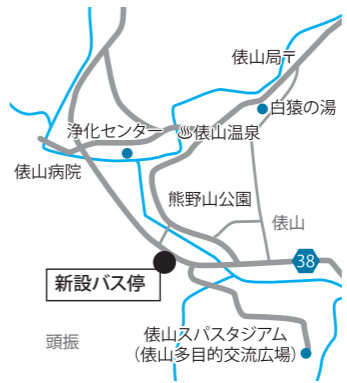 俵山局〒
白猿の湯
浄化センター
♨俵山温泉
俵山病院
熊野山公園
俵山
38
新設バス停
頭振
俵山スパスタジアム
（俵山多目的交流広場）